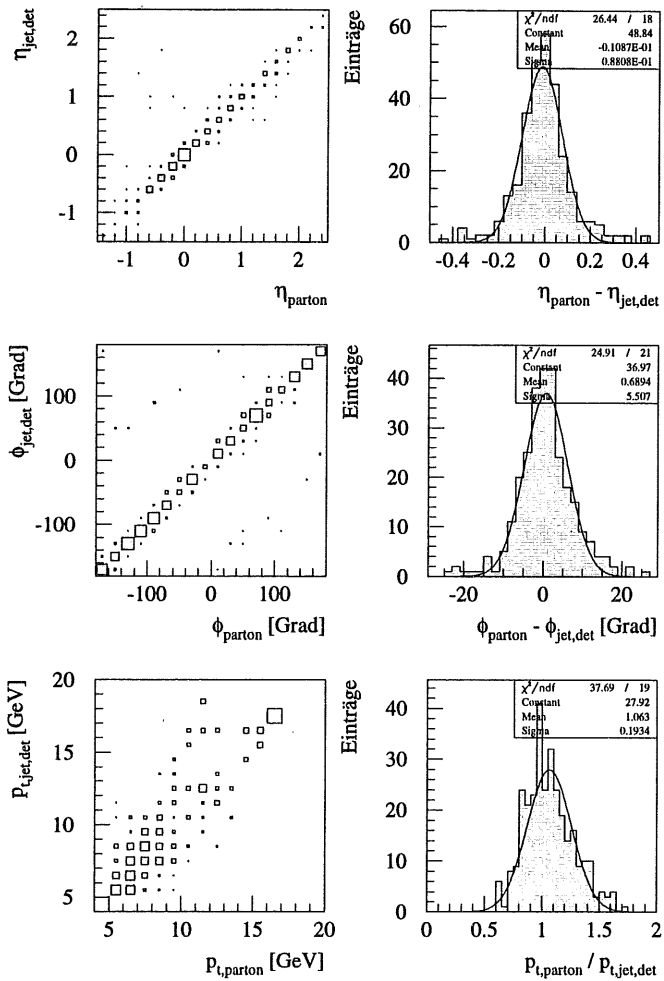 η_jet,det
2
1
0
-1
-1 0 1 2
η_parton
Einträge
60
40
20
0
χ²/ndf 26.44 / 18
Constant 48.84
Mean -0.1087E-01
Sigma 0.8808E-01
-0.4 -0.2 0 0.2 0.4
η_parton - η_jet,det
ϕ_jet,det [Grad]
100
0
-100
-100 0 100
ϕ_parton [Grad]
Einträge
40
30
20
10
0
χ²/ndf 24.91 / 21
Constant 36.97
Mean 0.6894
Sigma 5.507
-20 0 20
ϕ_parton - ϕ_jet,det [Grad]
p_t,jet,det [GeV]
20
15
10
5
5 10 15 20
p_t,parton [GeV]
Einträge
40
30
20
10
0
χ²/ndf 37.69 / 19
Constant 27.92
Mean 1.063
Sigma 0.1934
0 1 1.5 2
p_t,parton / p_t,jet,det